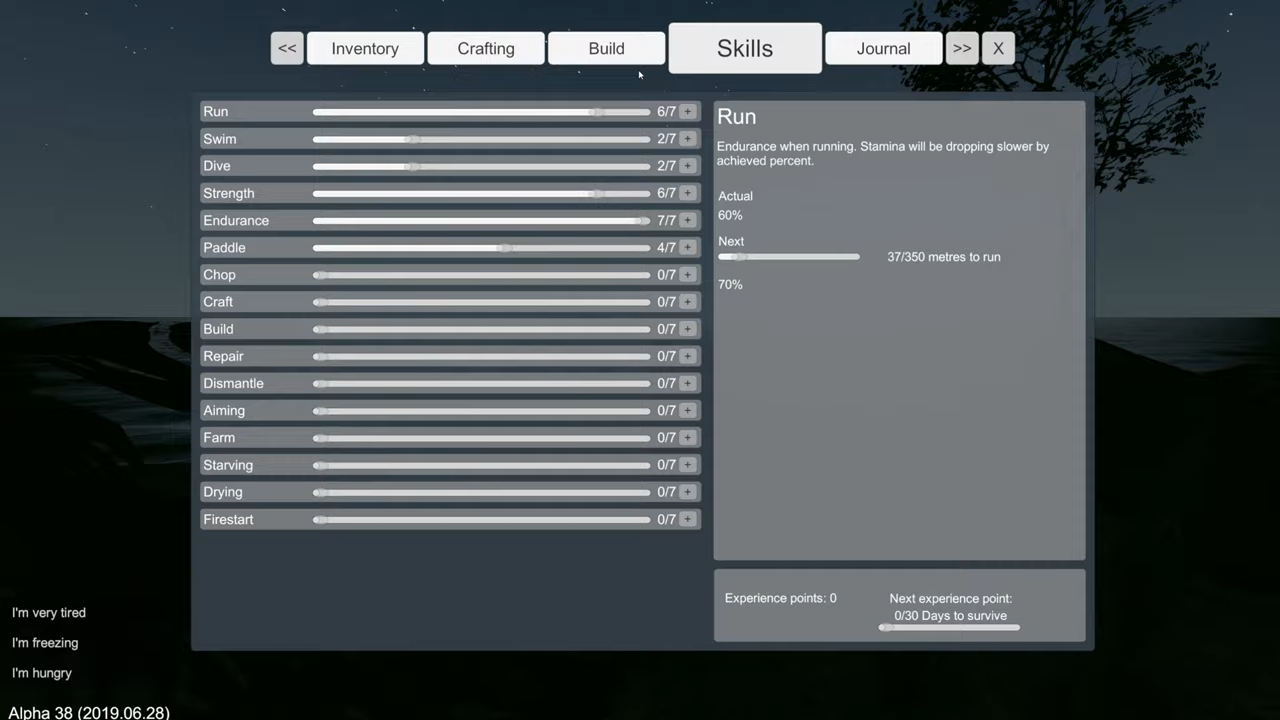 << Inventory Crafting Build Skills Journal >> X
Run 6/7 +
Swim 2/7 +
Dive 2/7 +
Strength 6/7 +
Endurance 7/7 +
Paddle 4/7 +
Chop 0/7 +
Craft 0/7 +
Build 0/7 +
Repair 0/7 +
Dismantle 0/7 +
Aiming 0/7 +
Farm 0/7 +
Starving 0/7 +
Drying 0/7 +
Firestart 0/7 +
Run
Endurance when running. Stamina will be dropping slower by
achieved percent.
Actual
60%
Next
37/350 metres to run
70%
Experience points: 0
Next experience point:
0/30 Days to survive
I'm very tired
I'm freezing
I'm hungry
Alpha 38 (2019.06.28)